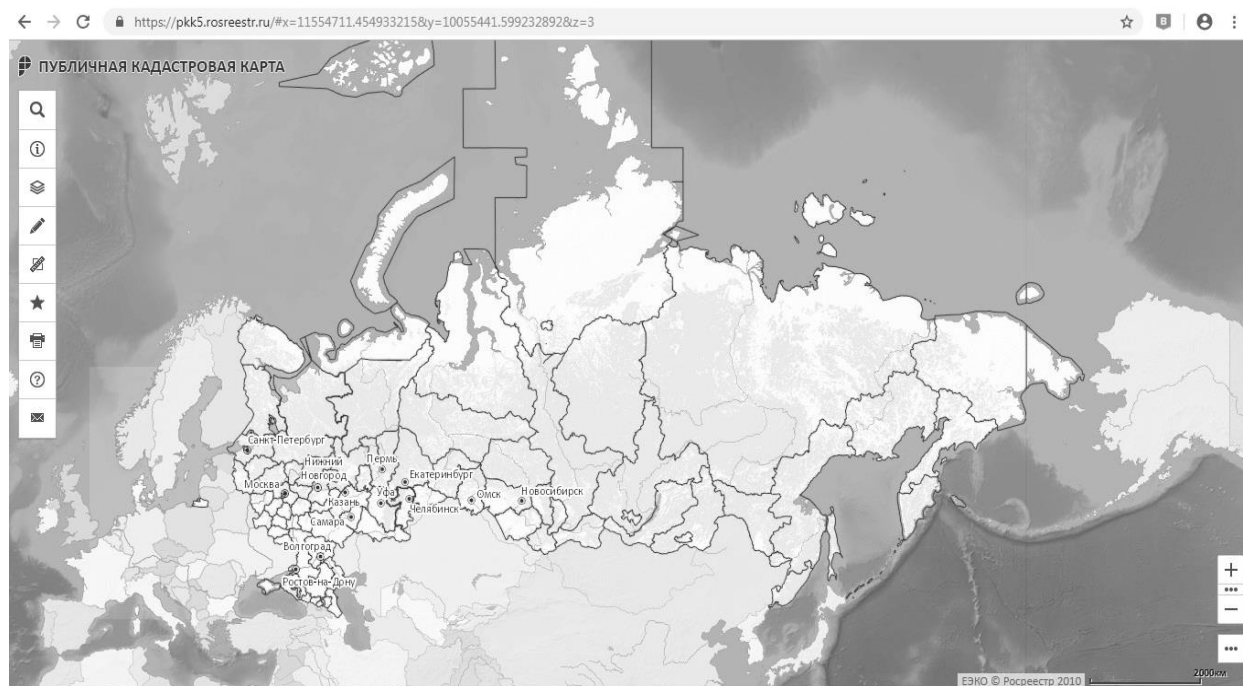 https://pkk5.rosreestr.ru/#x=11554711.454933215&y=10055441.599232892&z=3
ПУБЛИЧНАЯ КАДАСТРОВАЯ КАРТА
Санкт-Петербург
Нижний
Новгород
Пермь
Москва
Екатеринбург
Казань
Уфа
Челябинск
Омск
Новосибирск
Самара
Волгоград
Ростов-на-Дону
2000км
ЕЭКО © Росреестр 2010